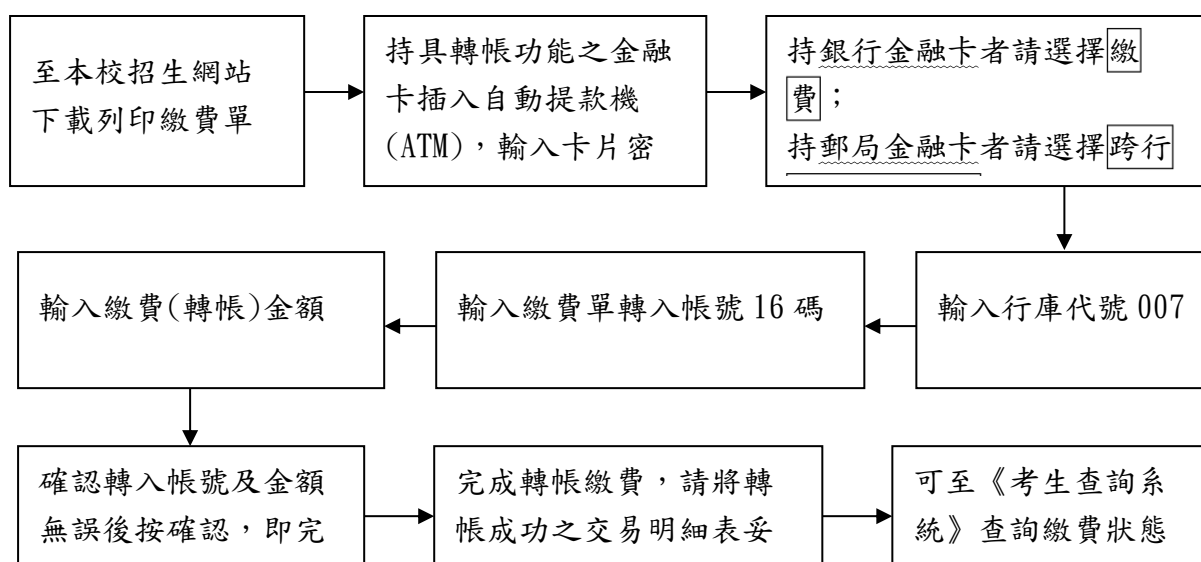 至本校招生網站
下載列印繳費單
持具轉帳功能之金融
卡插入自動提款機
(ATM)，輸入卡片密
持銀行金融卡者請選擇繳
費；
持郵局金融卡者請選擇跨行
輸入行庫代號 007
輸入繳費單轉入帳號 16 碼
輸入繳費(轉帳)金額
確認轉入帳號及金額
無誤後按確認，即完
完成轉帳繳費，請將轉
帳成功之交易明細表妥
可至《考生查詢系
統》查詢繳費狀態